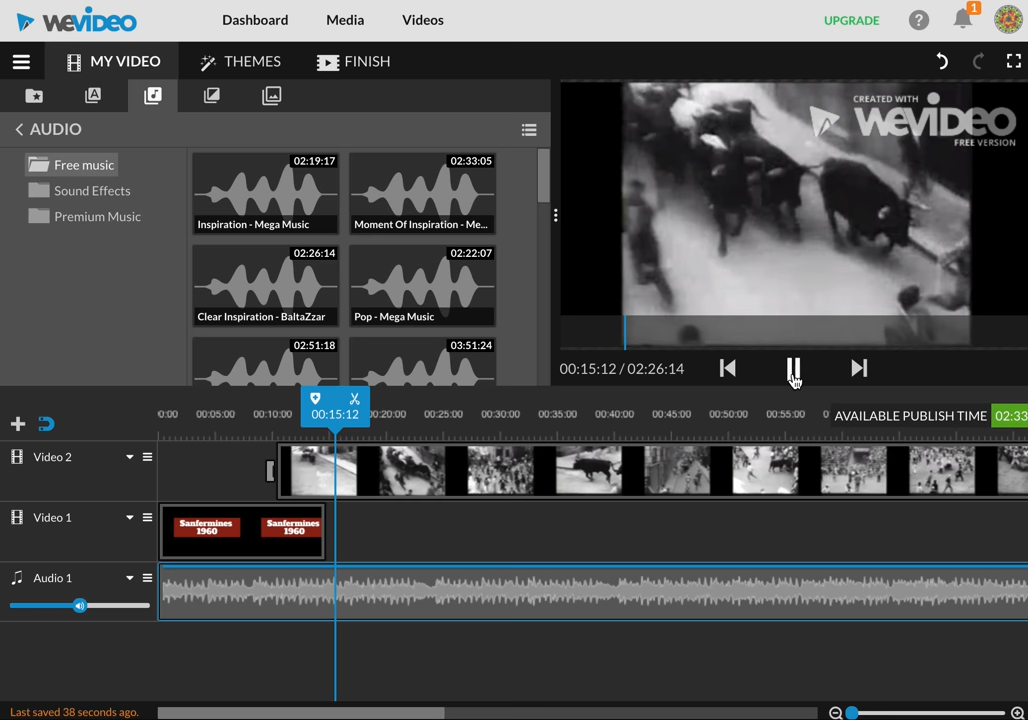 WEVIDEO
Dashboard
Media
Videos
UPGRADE
?
1
MY VIDEO
THEMES
FINISH
AUDIO
Free music
Sound Effects
Premium Music
02:19:17
Inspiration - Mega Music
02:33:05
Moment Of Inspiration - Me...
02:26:14
Clear Inspiration - BaltaZzar
02:22:07
Pop - Mega Music
02:51:18
03:51:24
CREATED WITH
WEVIDEO
FREE VERSION
00:15:12 / 02:26:14
00:15:12
0:00
00:05:00
00:10:00
00:20:00
00:25:00
00:30:00
00:35:00
00:40:00
00:45:00
00:50:00
00:55:00
AVAILABLE PUBLISH TIME
02:33
Video 2
Video 1
Sanfermines
1960
Sanfermines
1960
Audio 1
Last saved 38 seconds ago.